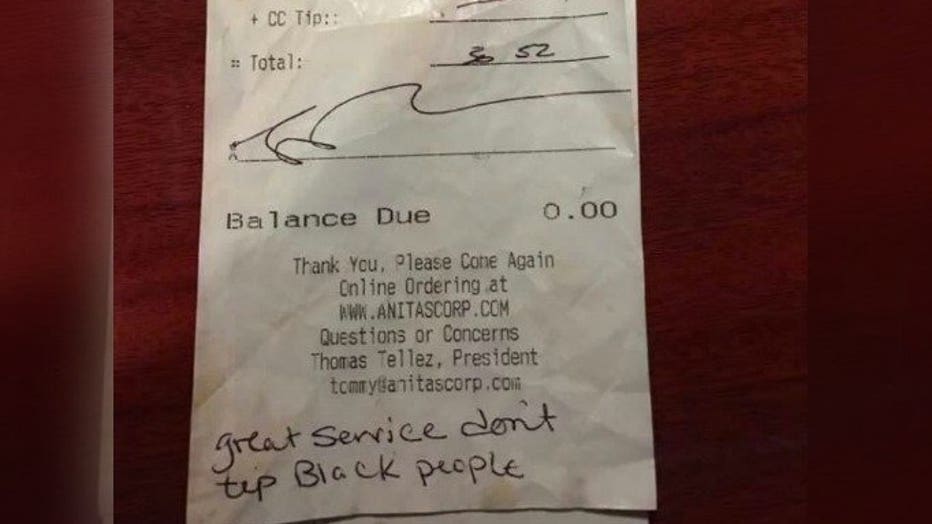 + CC Tip::
= Total: 30 52
Balance Due 0.00
Thank You, Please Come Again
Online Ordering at
WWW.ANITASCORP.COM
Questions or Concerns
Thomas Tellez, President
tommy@anitascorp.com
great service don't
tip Black people